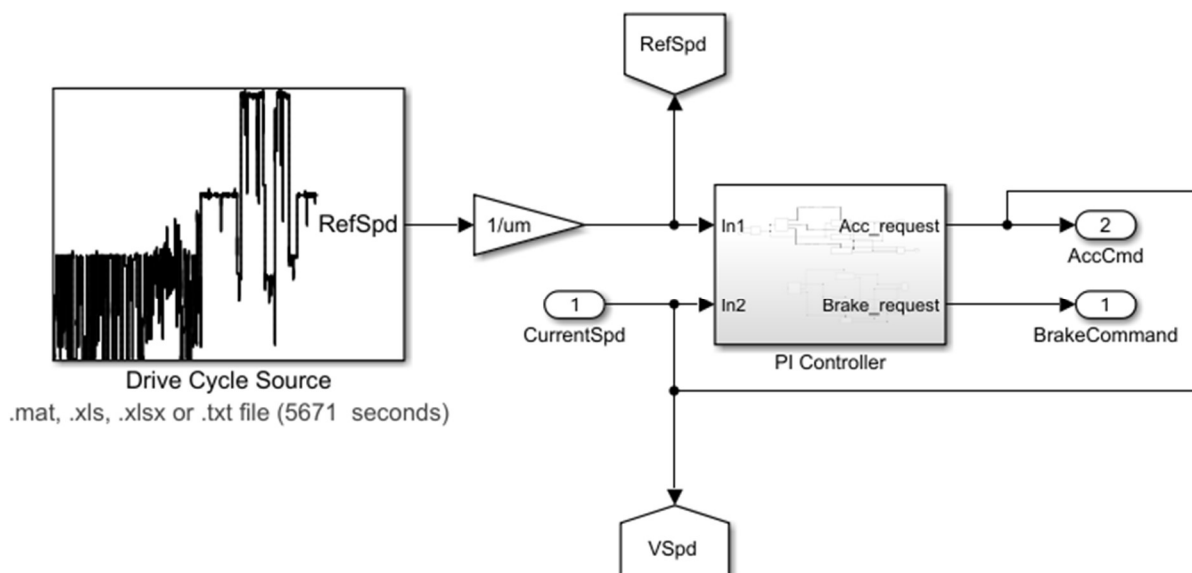 RefSpd
RefSpd
1/um
In1
Acc_request
2
AccCmd
1
CurrentSpd
In2
Brake_request
1
BrakeCommand
PI Controller
Drive Cycle Source
.mat, .xls, .xlsx or .txt file (5671 seconds)
VSpd